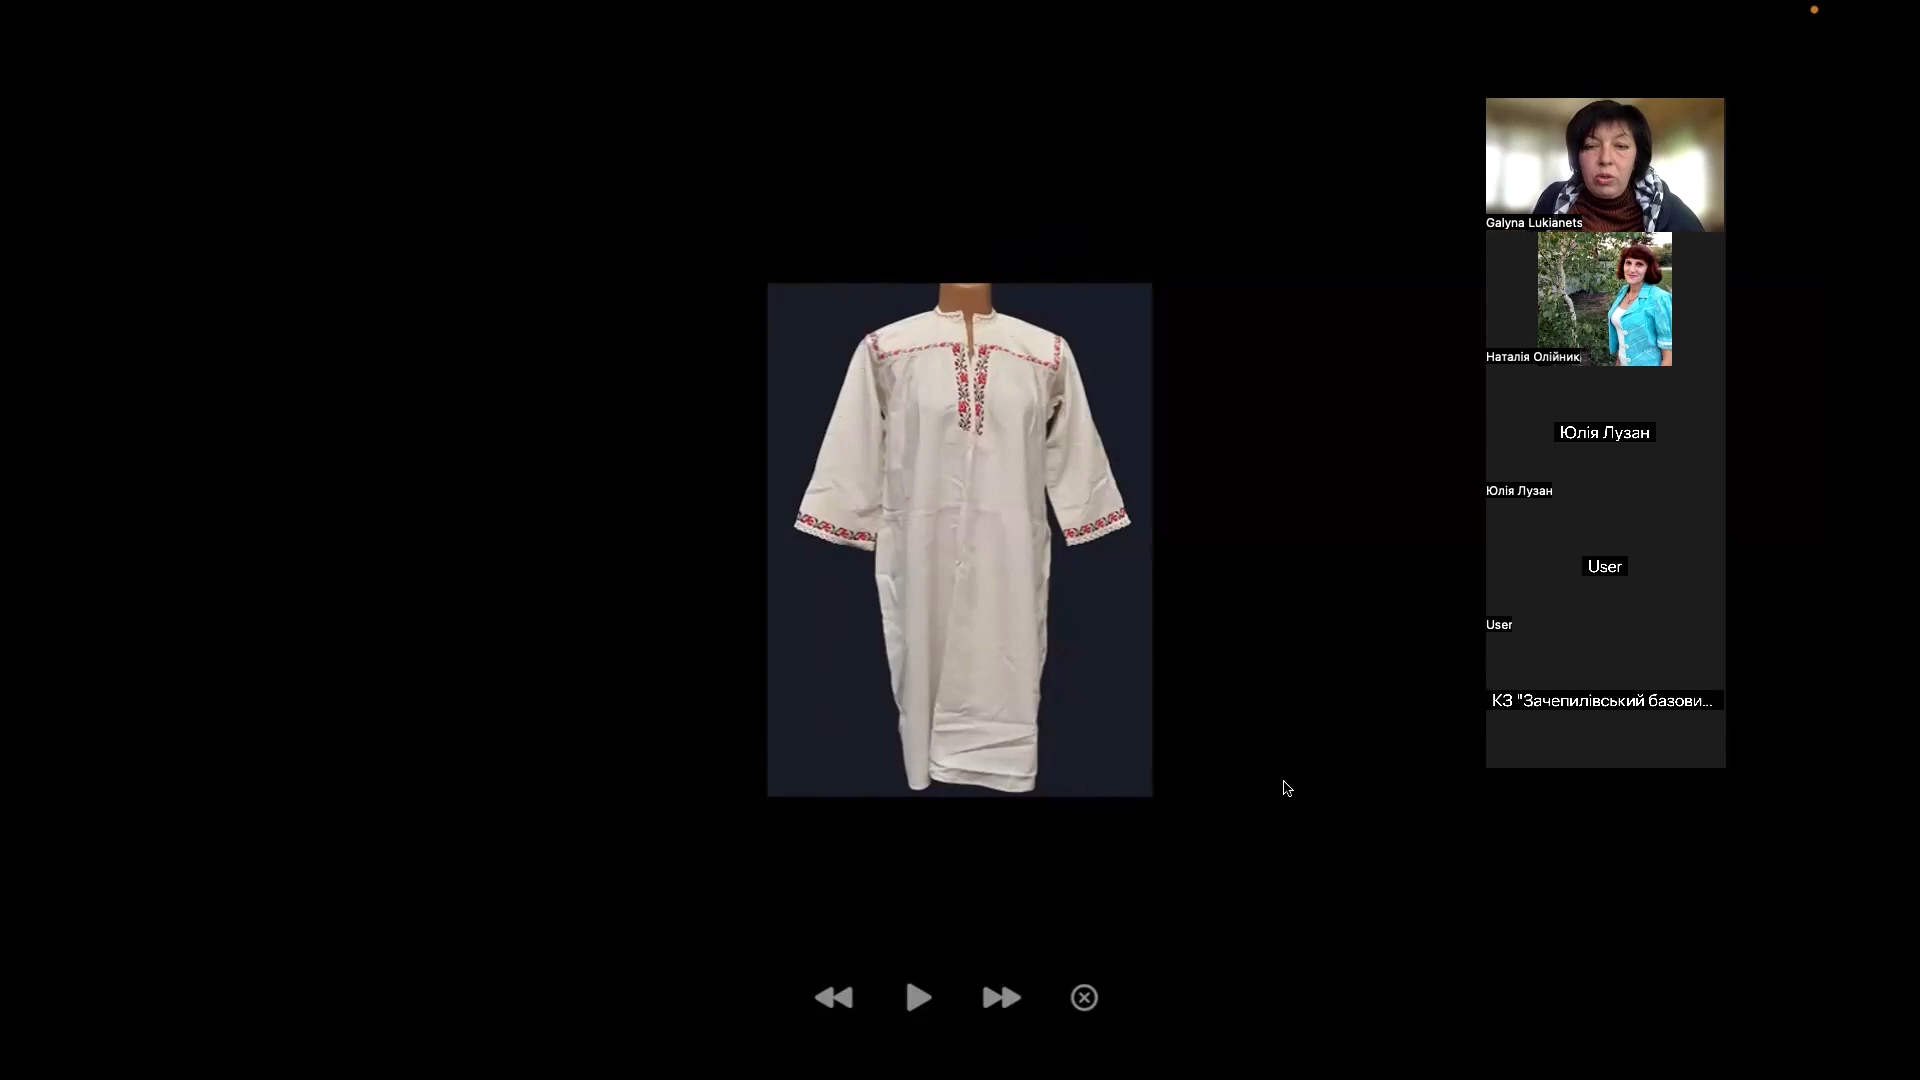 Galyna Lukianets
Наталія Олійник
Юлія Лузан
Юлія Лузан
User
User
КЗ "Зачепилівський базови...